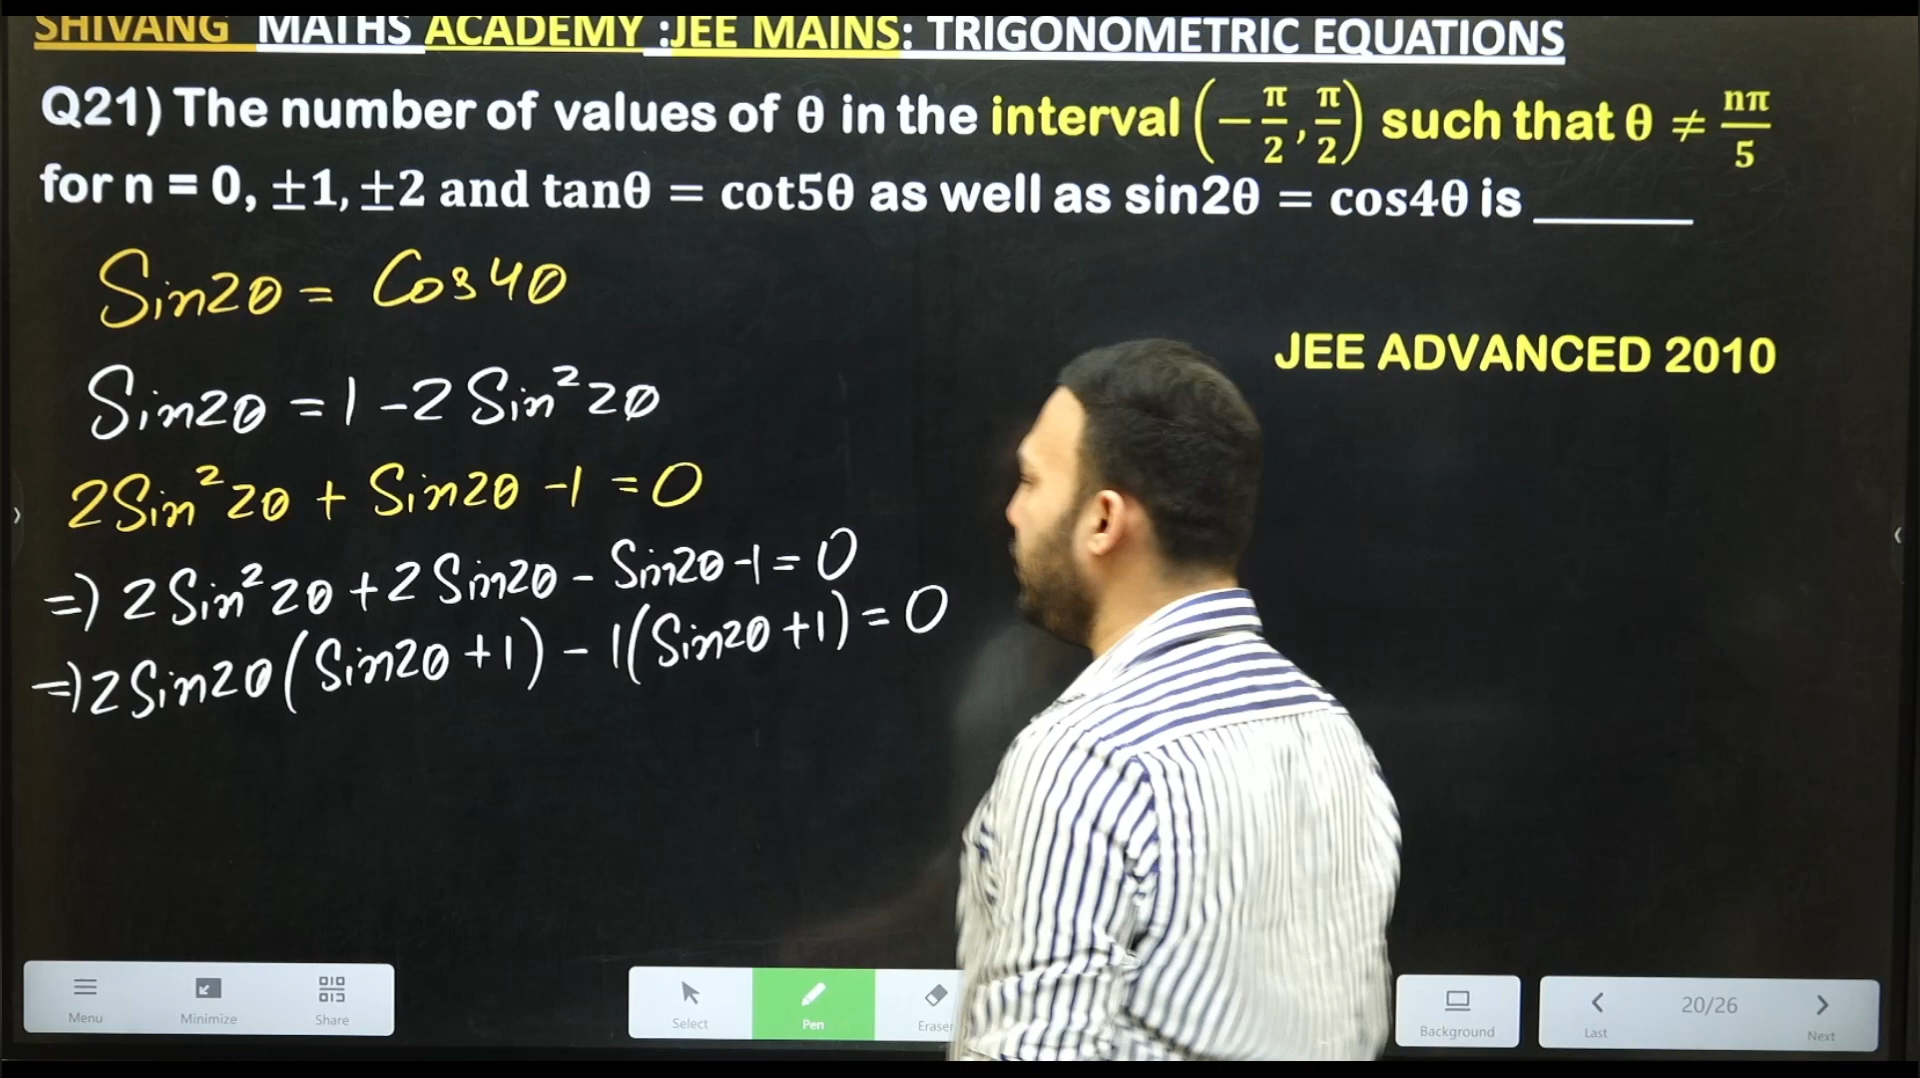 SHIVANG MATHS ACADEMY :JEE MAINS: TRIGONOMETRIC EQUATIONS
Q21) The number of values of θ in the interval (−π/2, π/2) such that θ ≠ nπ/5
for n = 0, ±1, ±2 and tanθ = cot5θ as well as sin2θ = cos4θ is ______
Sin2θ = Cos4θ
JEE ADVANCED 2010
Sin2θ = 1 - 2 Sin²2θ
2Sin²2θ + Sin2θ - 1 = 0
⇒) 2 Sin²2θ + 2 Sin2θ - Sin2θ - 1 = 0
⇒) 2 Sin2θ (Sin2θ + 1) - 1(Sin2θ + 1) = 0
Menu Minimize Share Select Pen Eraser Background Last 20/26 Next